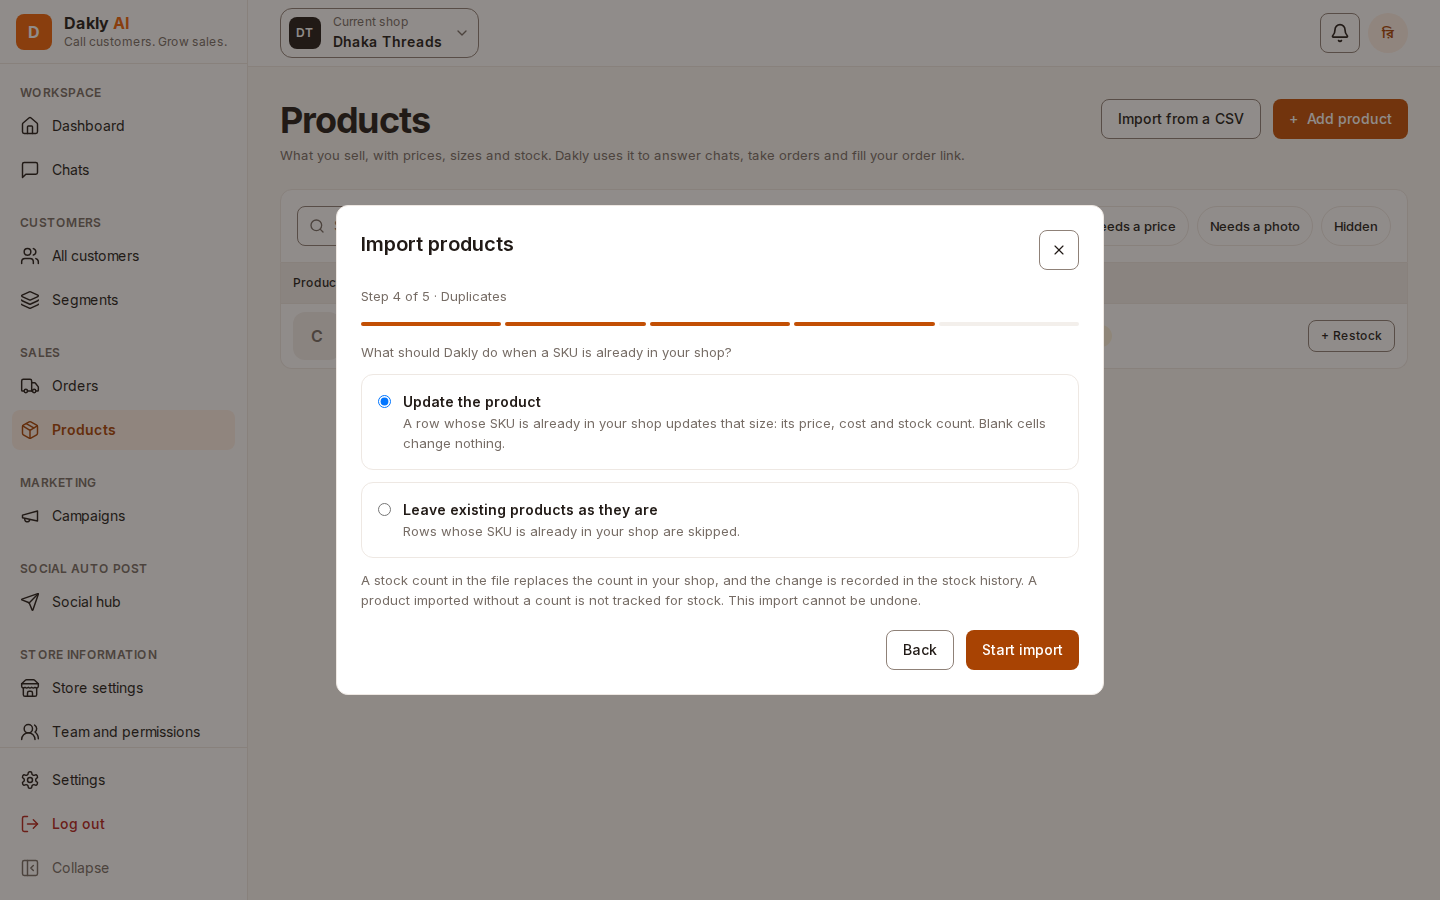 D
Dakly AI
Call customers. Grow sales.
DT
Current shop
Dhaka Threads
রি
WORKSPACE
Dashboard
Chats
CUSTOMERS
All customers
Segments
SALES
Orders
Products
MARKETING
Campaigns
SOCIAL AUTO POST
Social hub
STORE INFORMATION
Store settings
Team and permissions
Settings
Log out
Collapse
Products
What you sell, with prices, sizes and stock. Dakly uses it to answer chats, take orders and fill your order link.
Import from a CSV
+ Add product
a price
Needs a photo
Hidden
C
+ Restock
Import products
Step 4 of 5 · Duplicates
What should Dakly do when a SKU is already in your shop?
Update the product
A row whose SKU is already in your shop updates that size: its price, cost and stock count. Blank cells
change nothing.
Leave existing products as they are
Rows whose SKU is already in your shop are skipped.
A stock count in the file replaces the count in your shop, and the change is recorded in the stock history. A
product imported without a count is not tracked for stock. This import cannot be undone.
Back
Start import